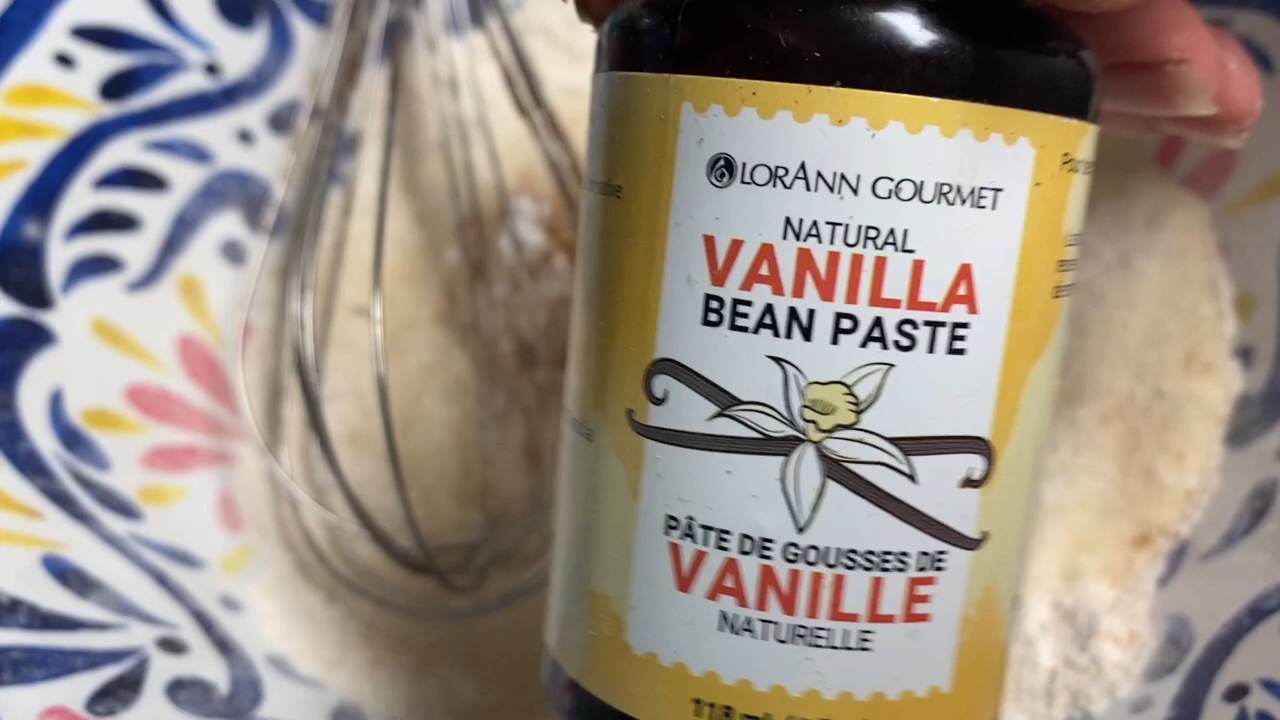 LORANN GOURMET
NATURAL
VANILLA
BEAN PASTE
PÂTE DE GOUSSES DE
VANILLE
NATURELLE